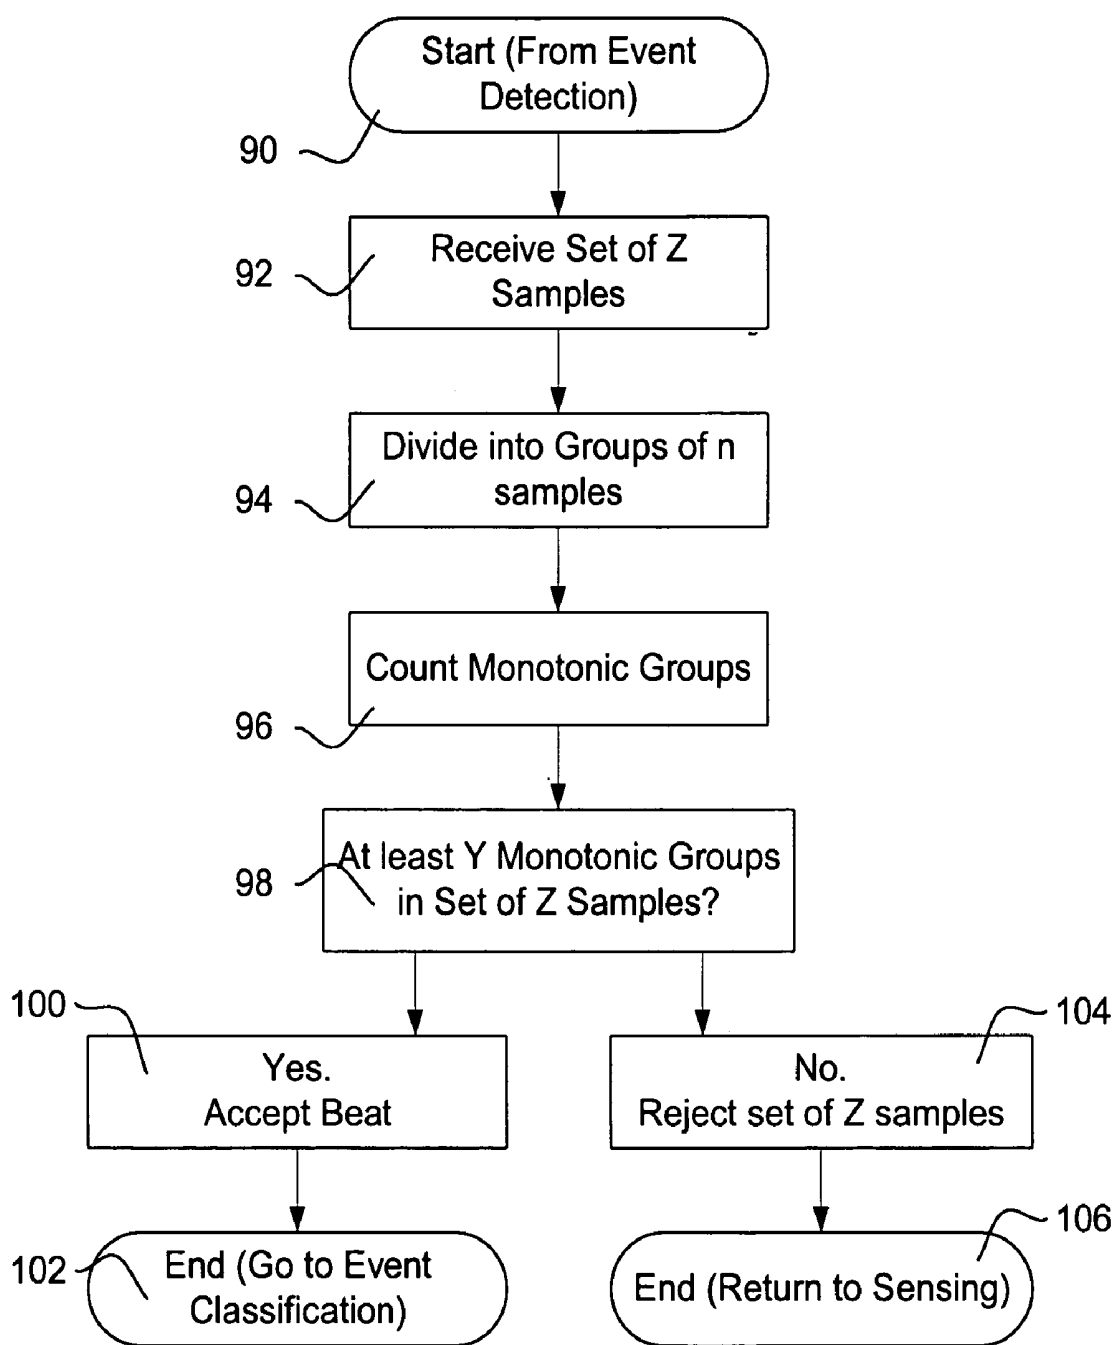 Start (From Event
Detection)
90
Receive Set of Z
Samples
92
Divide into Groups of n
samples
94
Count Monotonic Groups
96
At least Y Monotonic Groups
in Set of Z Samples?
98
100
Yes.
Accept Beat
104
No.
Reject set of Z samples
102
End (Go to Event
Classification)
106
End (Return to Sensing)